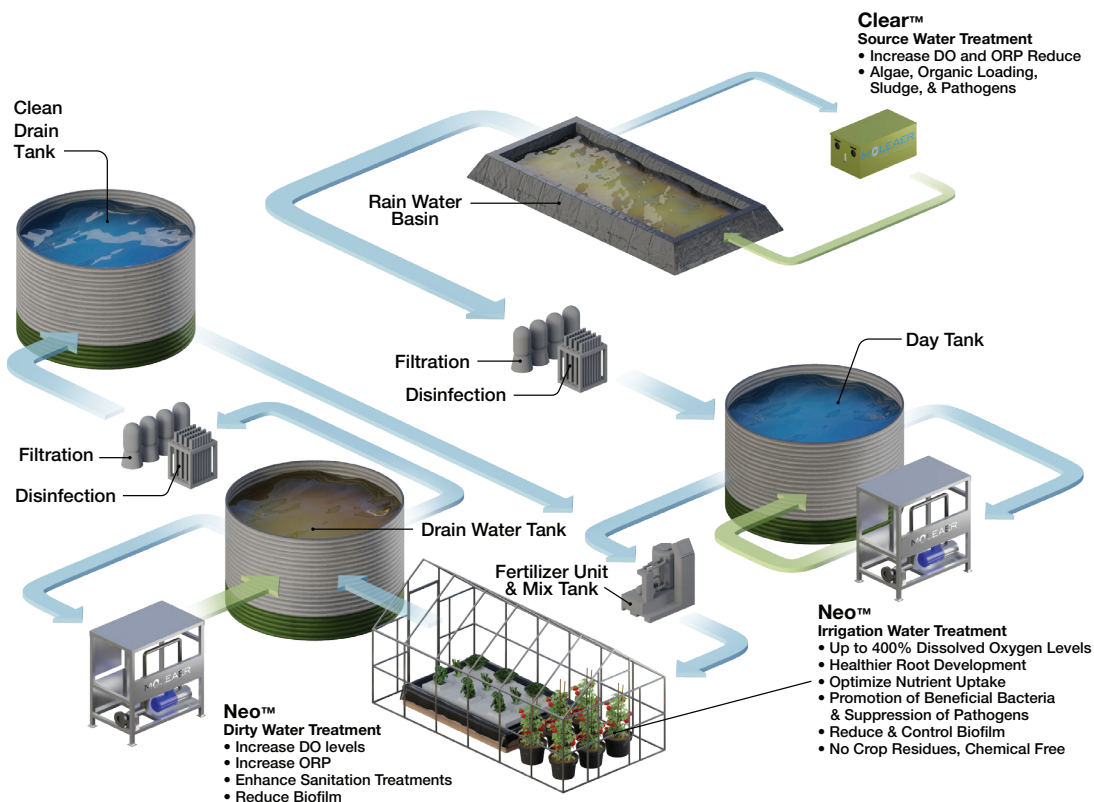 Clear™
Source Water Treatment
• Increase DO and ORP Reduce
• Algae, Organic Loading,
Sludge, & Pathogens
MOLEAER
Clean
Drain
Tank
Rain Water
Basin
Filtration
Disinfection
Day Tank
Filtration
Disinfection
Drain Water Tank
MOLEAER
Fertilizer Unit
& Mix Tank
MOLEAER
Neo™
Irrigation Water Treatment
• Up to 400% Dissolved Oxygen Levels
• Healthier Root Development
• Optimize Nutrient Uptake
• Promotion of Beneficial Bacteria
& Suppression of Pathogens
• Reduce & Control Biofilm
• No Crop Residues, Chemical Free
Neo™
Dirty Water Treatment
• Increase DO levels
• Increase ORP
• Enhance Sanitation Treatments
• Reduce Biofilm